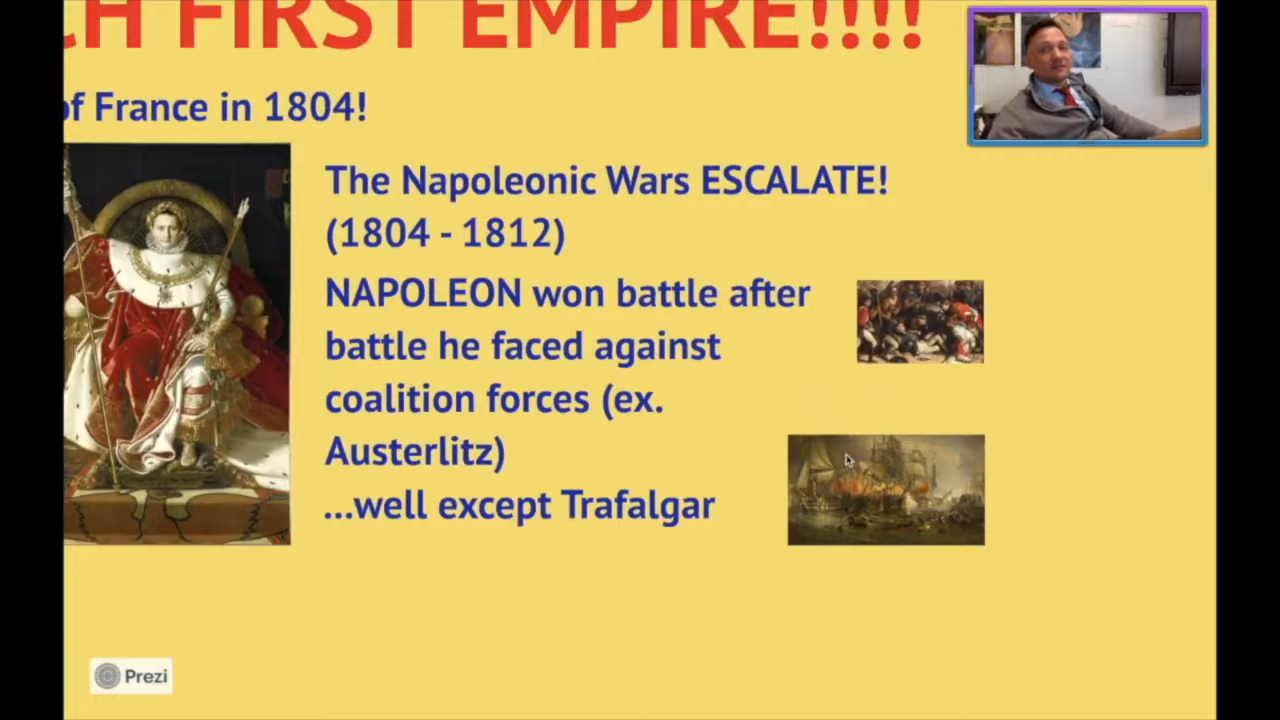 CH FIRST EMPIRE!!!!
of France in 1804!
The Napoleonic Wars ESCALATE!
(1804 - 1812)
NAPOLEON won battle after
battle he faced against
coalition forces (ex.
Austerlitz)
...well except Trafalgar
Prezi